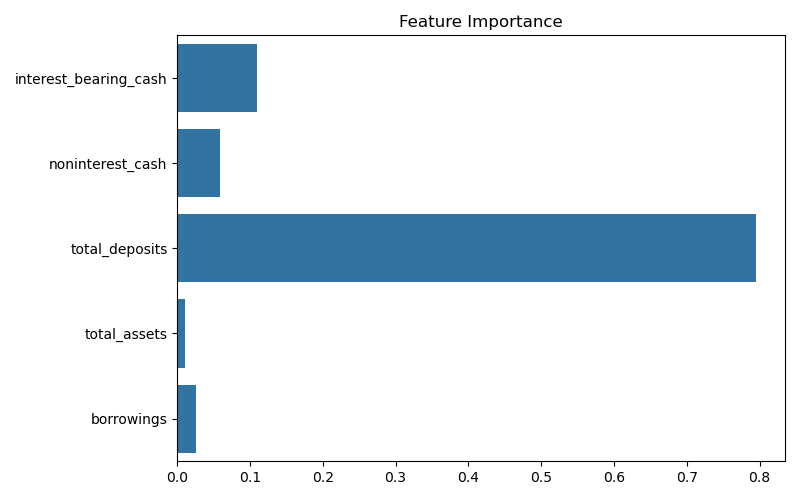 Feature Importance
interest_bearing_cash
noninterest_cash
total_deposits
total_assets
borrowings
0.0 0.1 0.2 0.3 0.4 0.5 0.6 0.7 0.8